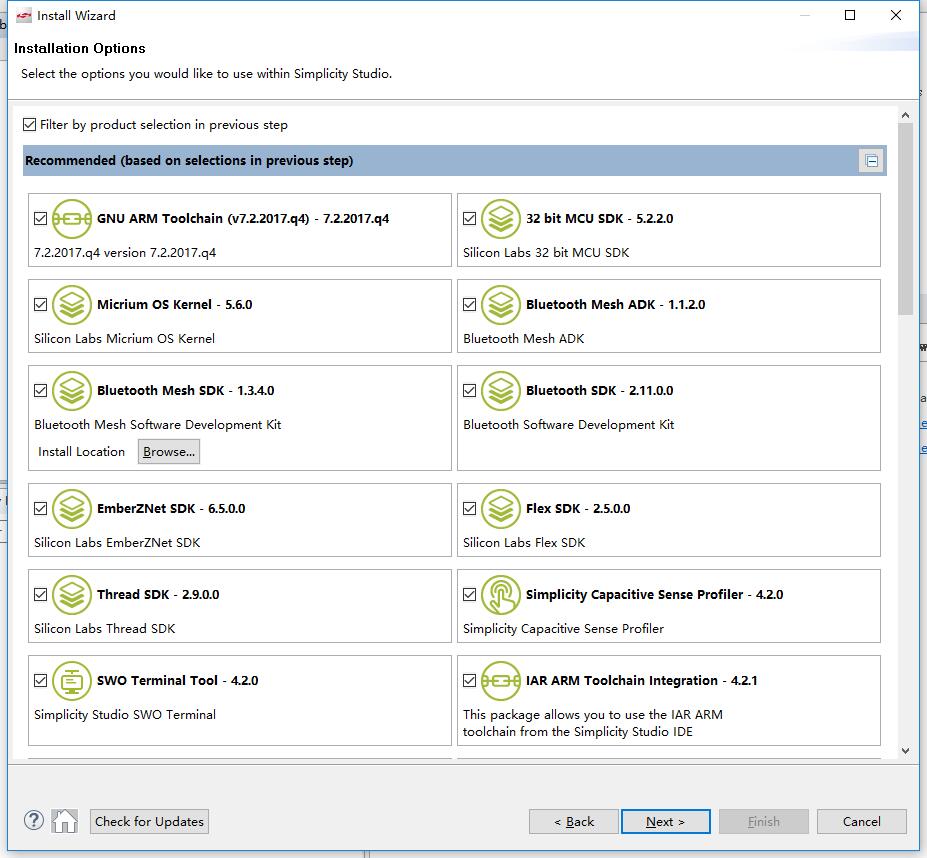 Install Wizard
Installation Options
Select the options you would like to use within Simplicity Studio.
Filter by product selection in previous step
Recommended (based on selections in previous step)
GNU ARM Toolchain (v7.2.2017.q4) - 7.2.2017.q4
7.2.2017.q4 version 7.2.2017.q4
32 bit MCU SDK - 5.2.2.0
Silicon Labs 32 bit MCU SDK
Micrium OS Kernel - 5.6.0
Silicon Labs Micrium OS Kernel
Bluetooth Mesh ADK - 1.1.2.0
Bluetooth Mesh ADK
Bluetooth Mesh SDK - 1.3.4.0
Bluetooth Mesh Software Development Kit
Install Location Browse...
Bluetooth SDK - 2.11.0.0
Bluetooth Software Development Kit
EmberZNet SDK - 6.5.0.0
Silicon Labs EmberZNet SDK
Flex SDK - 2.5.0.0
Silicon Labs Flex SDK
Thread SDK - 2.9.0.0
Silicon Labs Thread SDK
Simplicity Capacitive Sense Profiler - 4.2.0
Simplicity Capacitive Sense Profiler
SWO Terminal Tool - 4.2.0
Simplicity Studio SWO Terminal
IAR ARM Toolchain Integration - 4.2.1
This package allows you to use the IAR ARM
toolchain from the Simplicity Studio IDE
? Check for Updates < Back Next > Finish Cancel